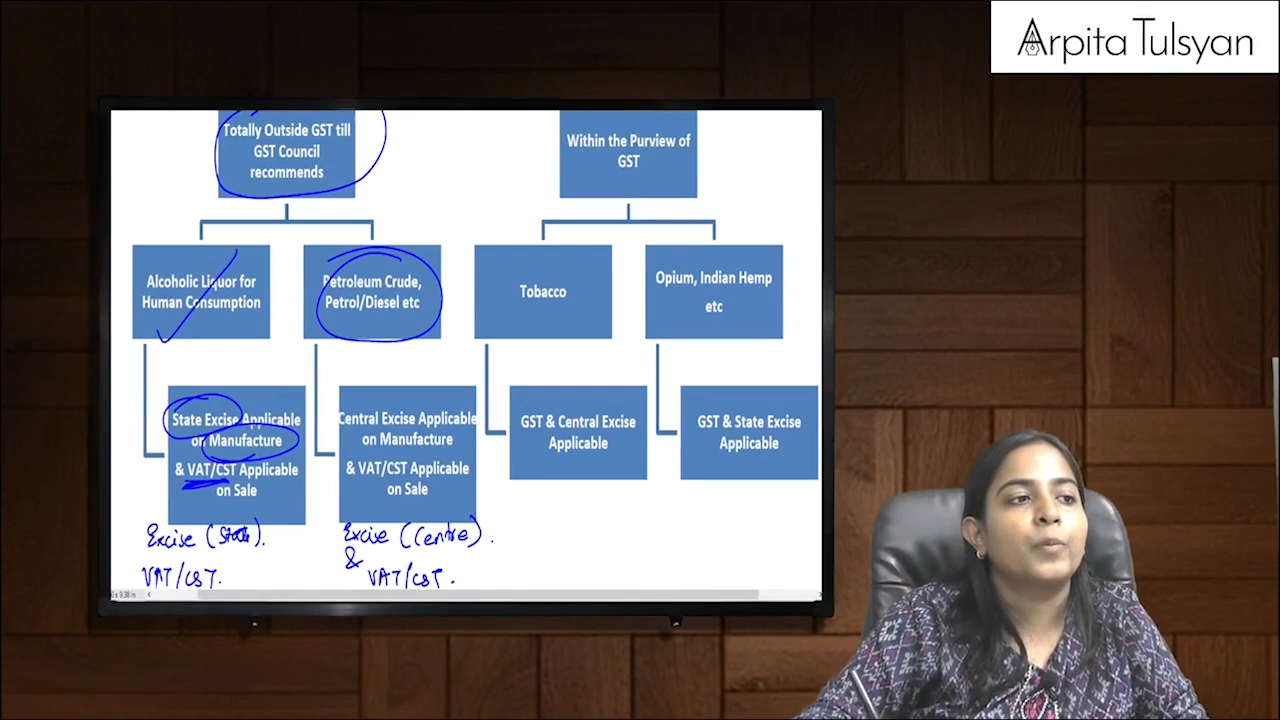 Arpita Tulsyan
Totally Outside GST till
GST Council
recommends
Within the Purview of
GST
Alcoholic Liquor for
Human Consumption
Petroleum Crude,
Petrol/Diesel etc
Tobacco
Opium, Indian Hemp
etc
State Excise Applicable
on Manufacture
& VAT/CST Applicable
on Sale
Central Excise Applicable
on Manufacture
& VAT/CST Applicable
on Sale
GST & Central Excise
Applicable
GST & State Excise
Applicable
Excise (State).
VAT/CST.
Excise (Centre).
&
VAT/CST.